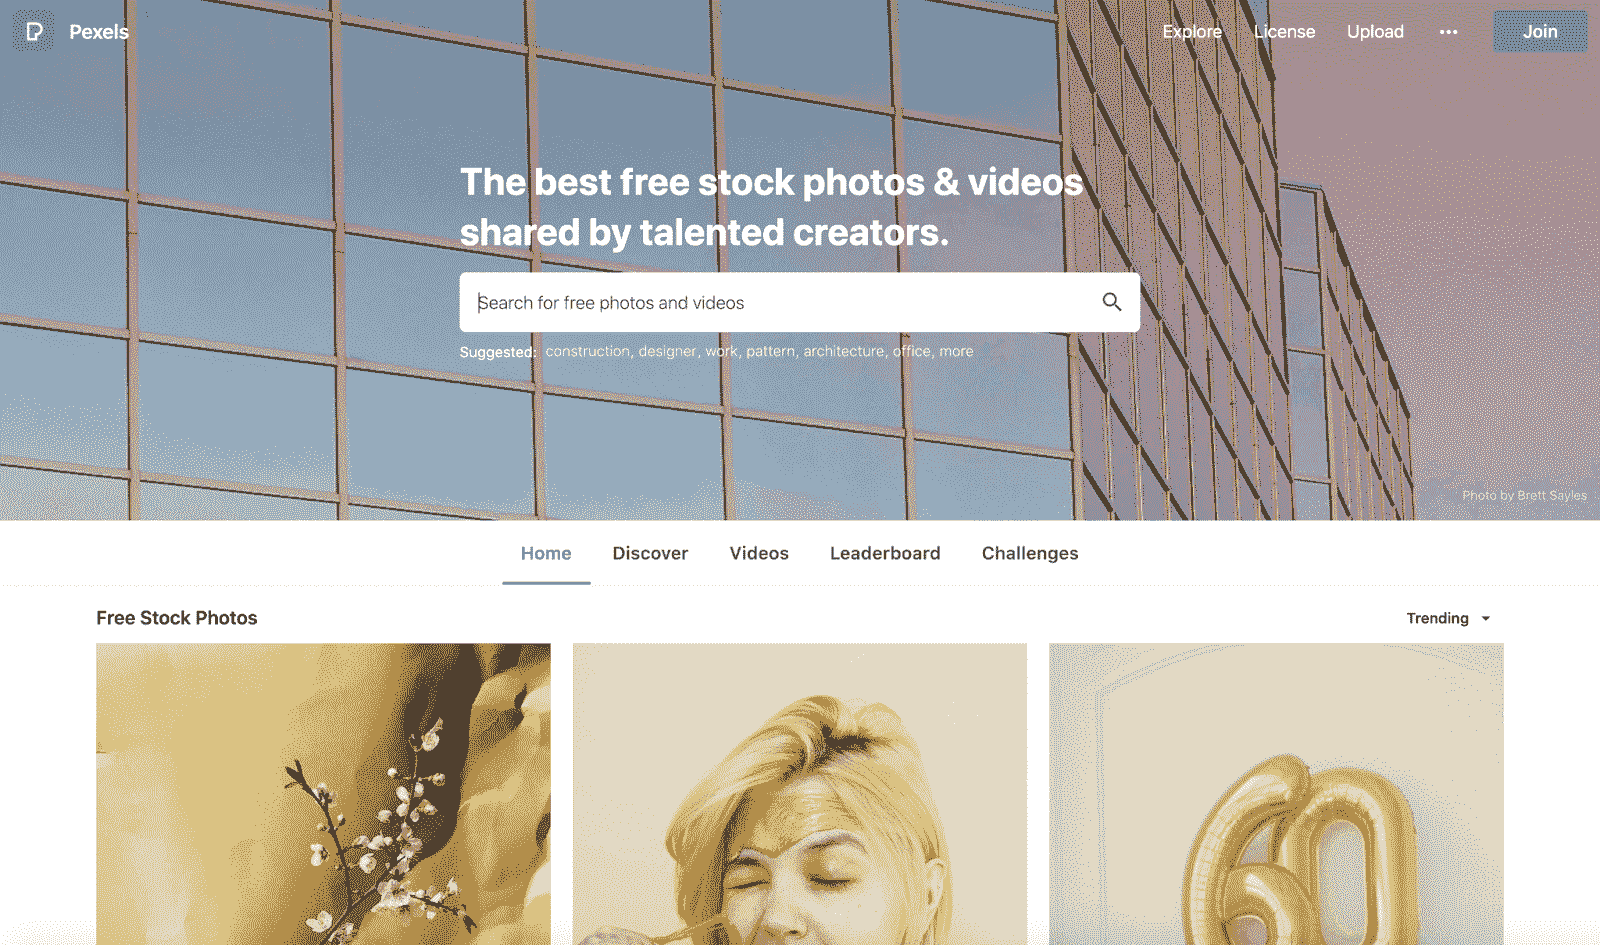 Pexels
Explore
License
Upload
Join
The best free stock photos & videos
shared by talented creators.
Search for free photos and videos
Suggested: construction, designer, work, pattern, architecture, office, more
Photo by Brett Sayles
Home
Discover
Videos
Leaderboard
Challenges
Free Stock Photos
Trending
60